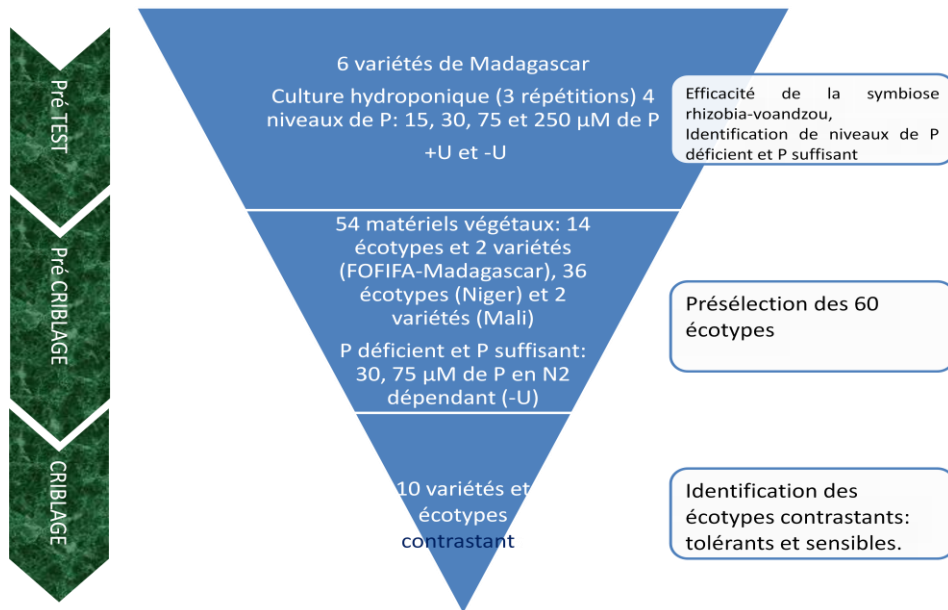 Pré TEST
6 variétés de Madagascar
Culture hydroponique (3 répétitions) 4
niveaux de P: 15, 30, 75 et 250 µM de P
+U et -U
Efficacité de la symbiose
rhizobia-voandzou,
Identification de niveaux de P
déficient et P suffisant
Pré CRIBLAGE
54 matériels végétaux: 14
écotypes et 2 variétés
(FOFIFA-Madagascar), 36
écotypes (Niger) et 2
variétés (Mali)
P déficient et P suffisant:
30, 75 µM de P en N2
dépendant (-U)
Présélection des 60
écotypes
CRIBLAGE
10 variétés et
écotypes
contrastant
Identification des
écotypes contrastants:
tolérants et sensibles.